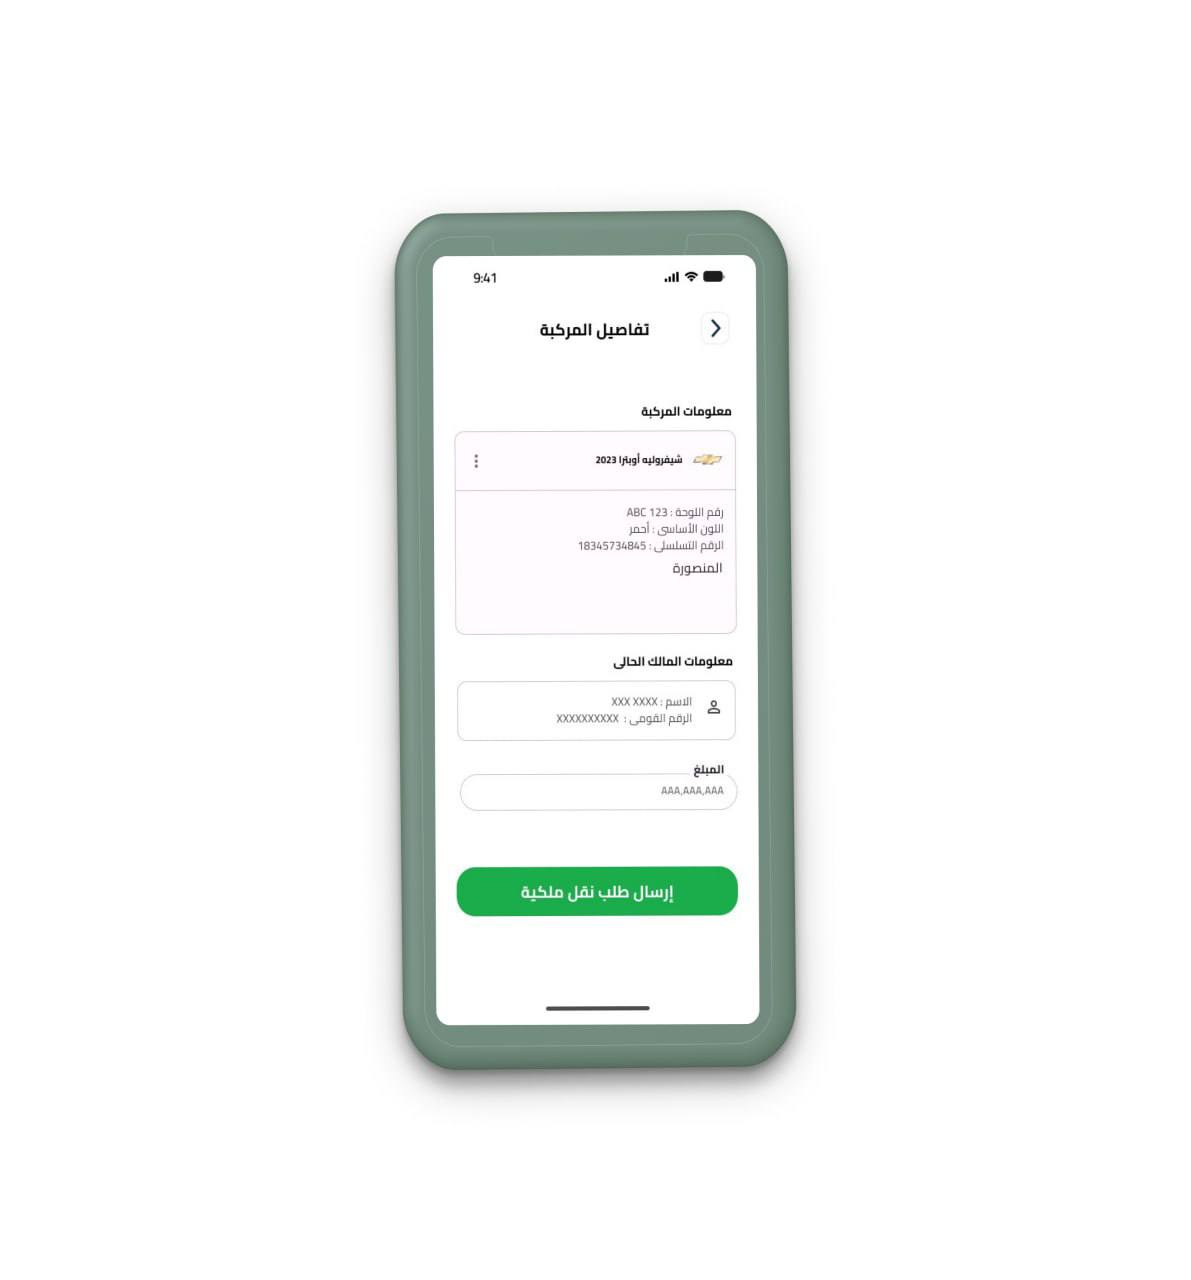 9:41
تفاصيل المركبة
معلومات المركبة
شيفروليه أوبترا 2023
رقم اللوحة : ABC 123
اللون الأساسى : أحمر
الرقم التسلسلى : 18345734845
المنصورة
معلومات المالك الحالى
الاسم : XXX XXXX
الرقم القومى : XXXXXXXXXX
المبلغ
AAA,AAA,AAA
إرسال طلب نقل ملكية